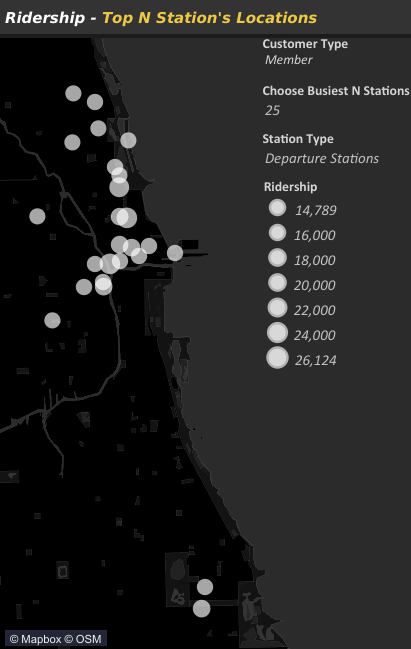 Ridership - Top N Station's Locations
Customer Type
Member
Choose Busiest N Stations
25
Station Type
Departure Stations
Ridership
14,789
16,000
18,000
20,000
22,000
24,000
26,124
© Mapbox © OSM